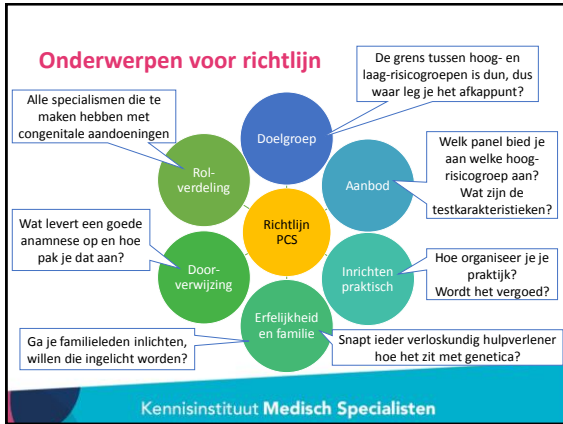 Onderwerpen voor richtlijn
De grens tussen hoog- en
laag-risicogroepen is dun, dus
waar leg je het afkappunt?
Alle specialismen die te
maken hebben met
congenitale aandoeningen
Doelgroep
Welk panel bied je
aan welke hoog-
risicogroep aan?
Wat zijn de
testkarakteristieken?
Rol-
verdeling
Aanbod
Richtlijn
PCS
Wat levert een goede
anamnese op en hoe
pak je dat aan?
Door-
verwijzing
Inrichten
praktisch
Hoe organiseer je je
praktijk?
Wordt het vergoed?
Erfelijkheid
en familie
Ga je familieleden inlichten,
willen die ingelicht worden?
Snapt ieder verloskundig hulpverlener
hoe het zit met genetica?
Kennisinstituut Medisch Specialisten